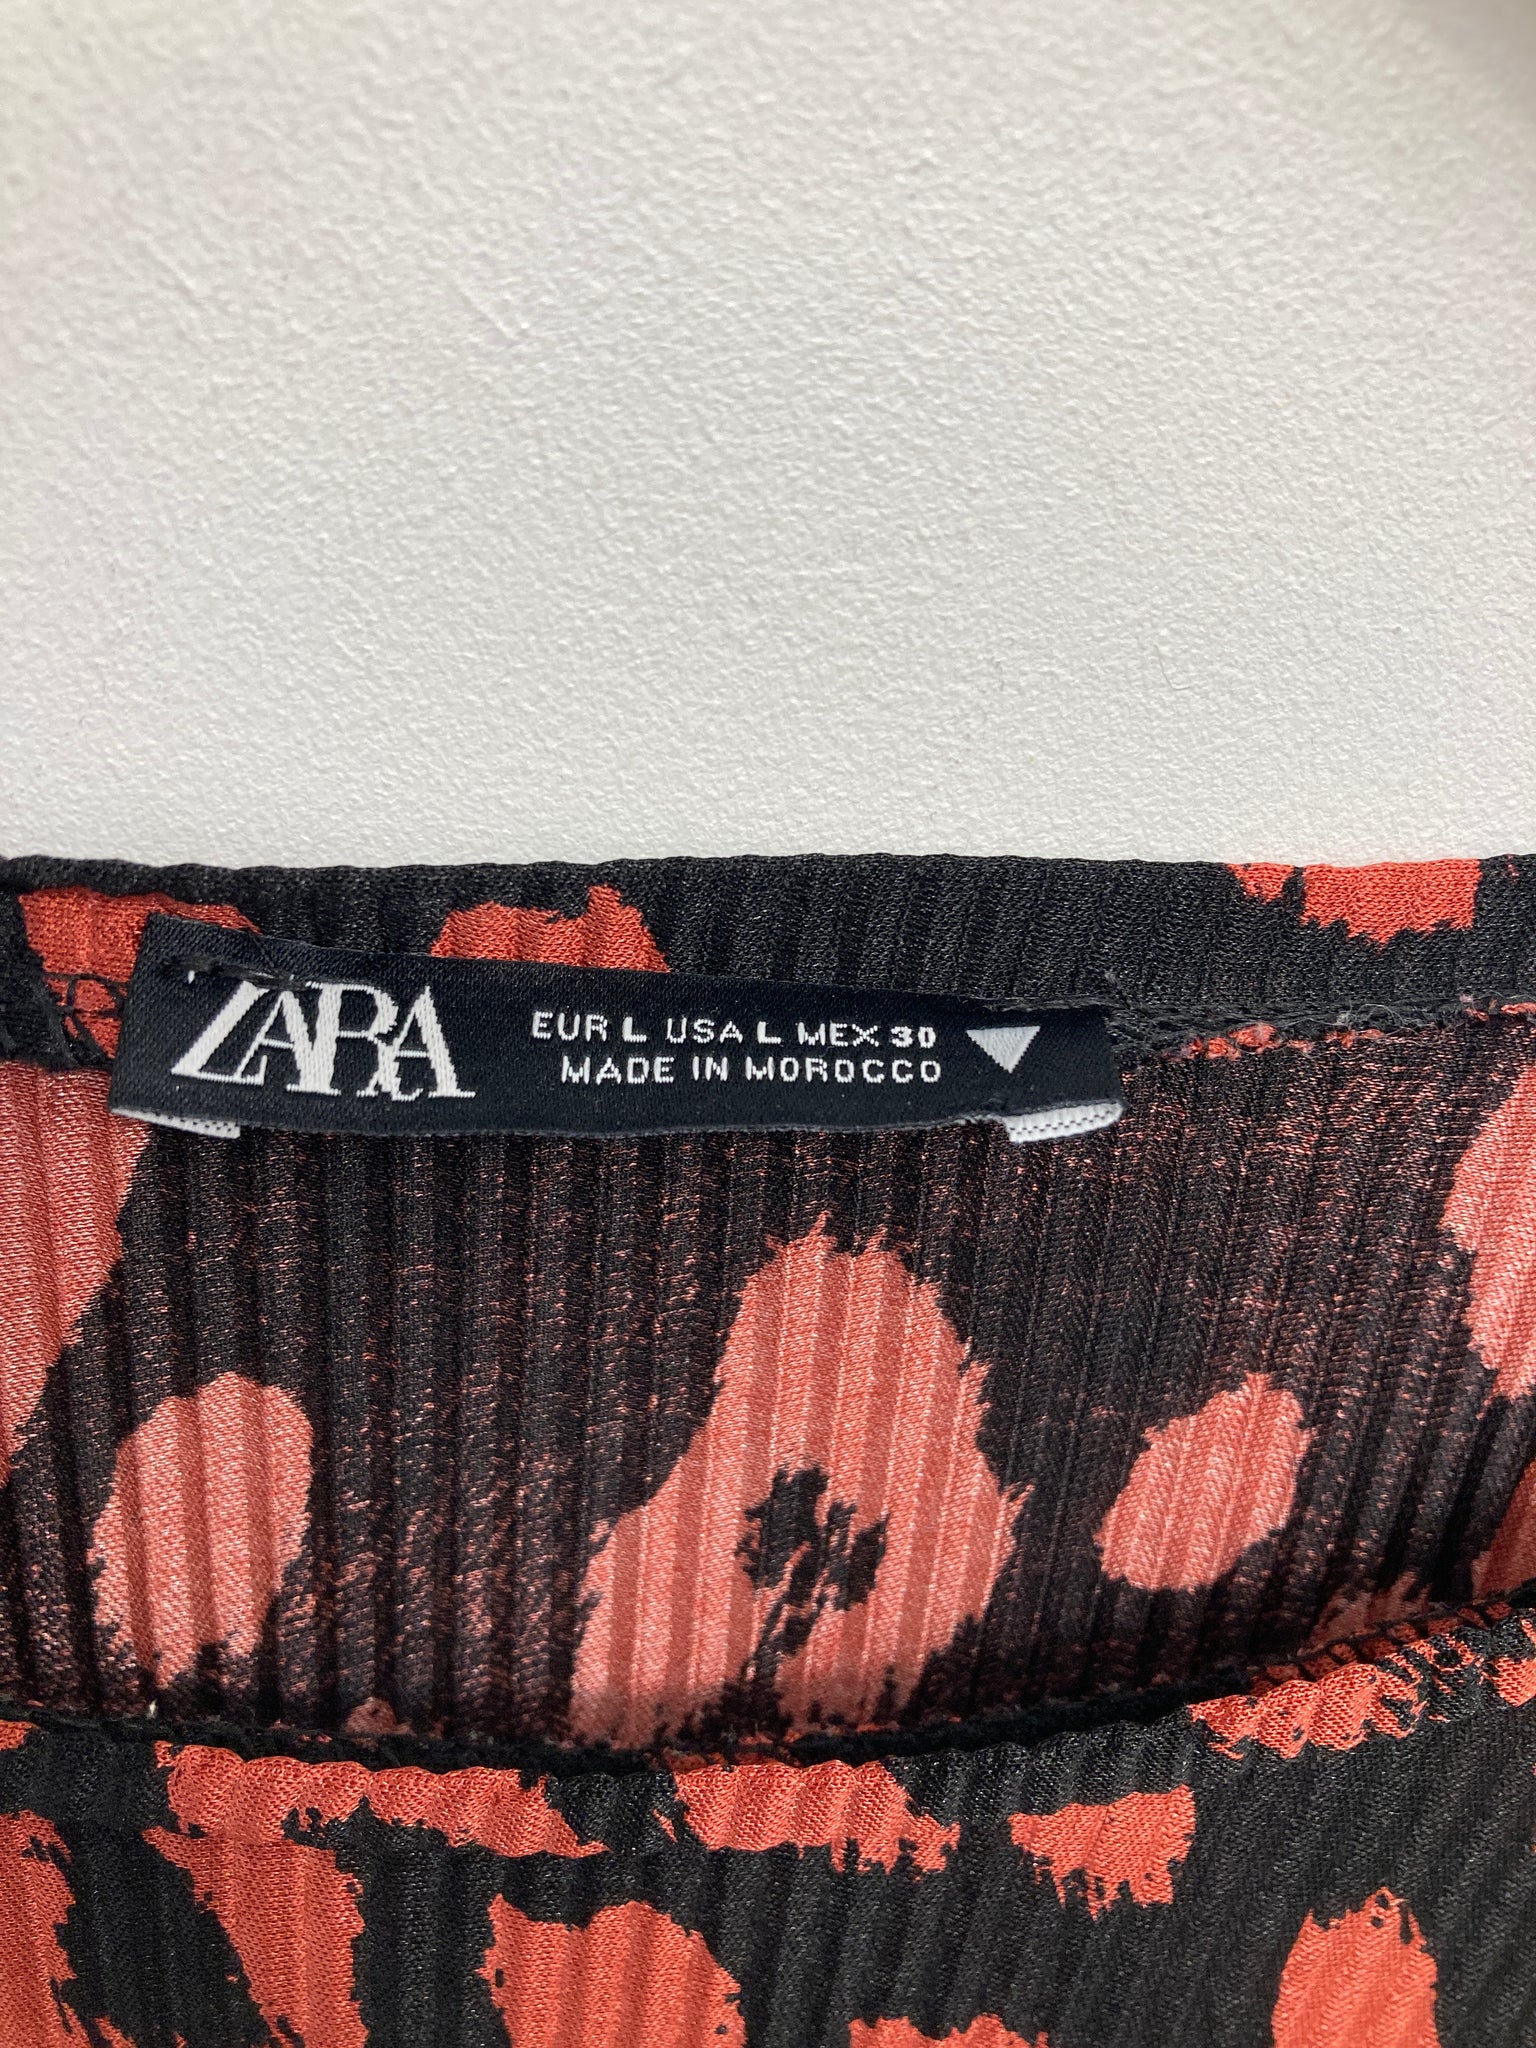 ZARA
EUR L USA L MEX 30
MADE IN MOROCCO